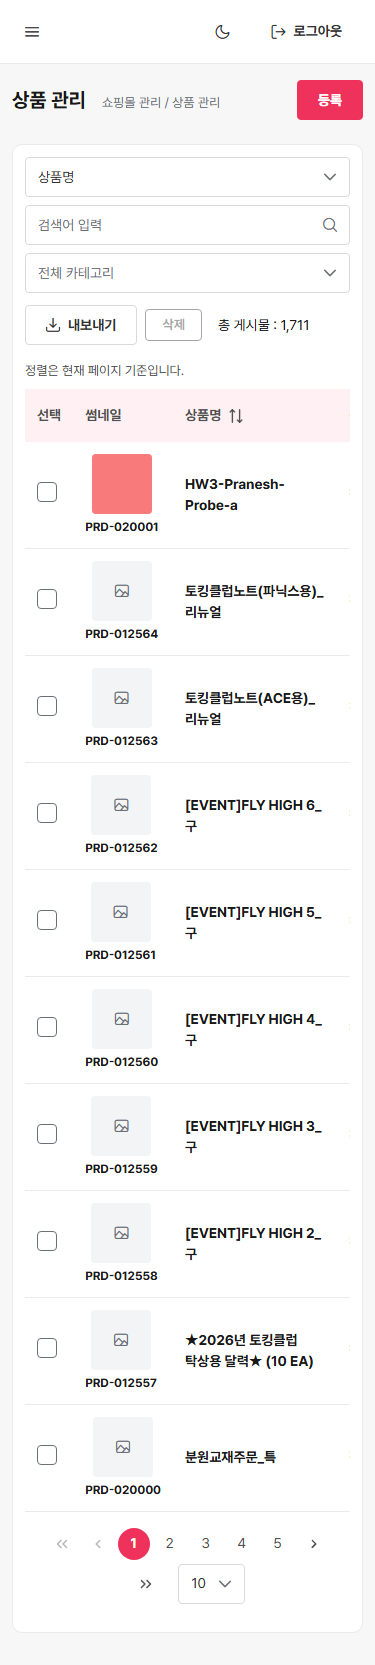 로그아웃
상품 관리
쇼핑몰 관리 / 상품 관리
등록
상품명
검색어 입력
전체 카테고리
내보내기
삭제
총 게시물 : 1,711
정렬은 현재 페이지 기준입니다.
선택 썸네일 상품명
HW3-Pranesh-
Probe-a
PRD-020001
토킹클럽노트(파닉스용)_
리뉴얼
PRD-012564
토킹클럽노트(ACE용)_
리뉴얼
PRD-012563
[EVENT]FLY HIGH 6_
구
PRD-012562
[EVENT]FLY HIGH 5_
구
PRD-012561
[EVENT]FLY HIGH 4_
구
PRD-012560
[EVENT]FLY HIGH 3_
구
PRD-012559
[EVENT]FLY HIGH 2_
구
PRD-012558
★2026년 토킹클럽
탁상용 달력★ (10 EA)
PRD-012557
분원교재주문_특
PRD-020000
« ‹ 1 2 3 4 5 ›
» 10